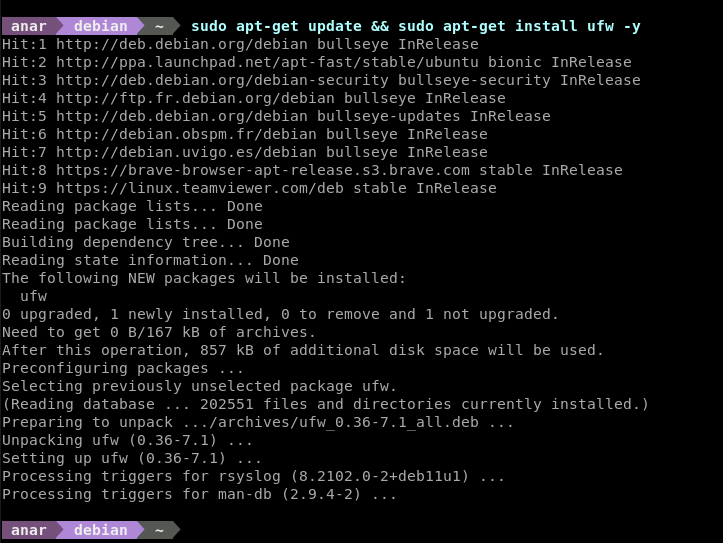 anar debian ~ sudo apt-get update && sudo apt-get install ufw -y
Hit:1 http://deb.debian.org/debian bullseye InRelease
Hit:2 http://ppa.launchpad.net/apt-fast/stable/ubuntu bionic InRelease
Hit:3 http://deb.debian.org/debian-security bullseye-security InRelease
Hit:4 http://ftp.fr.debian.org/debian bullseye InRelease
Hit:5 http://deb.debian.org/debian bullseye-updates InRelease
Hit:6 http://debian.obspm.fr/debian bullseye InRelease
Hit:7 http://debian.uvigo.es/debian bullseye InRelease
Hit:8 https://brave-browser-apt-release.s3.brave.com stable InRelease
Hit:9 https://linux.teamviewer.com/deb stable InRelease
Reading package lists... Done
Reading package lists... Done
Building dependency tree... Done
Reading state information... Done
The following NEW packages will be installed:
  ufw
0 upgraded, 1 newly installed, 0 to remove and 1 not upgraded.
Need to get 0 B/167 kB of archives.
After this operation, 857 kB of additional disk space will be used.
Preconfiguring packages ...
Selecting previously unselected package ufw.
(Reading database ... 202551 files and directories currently installed.)
Preparing to unpack .../archives/ufw_0.36-7.1_all.deb ...
Unpacking ufw (0.36-7.1) ...
Setting up ufw (0.36-7.1) ...
Processing triggers for rsyslog (8.2102.0-2+deb11u1) ...
Processing triggers for man-db (2.9.4-2) ...
anar debian ~